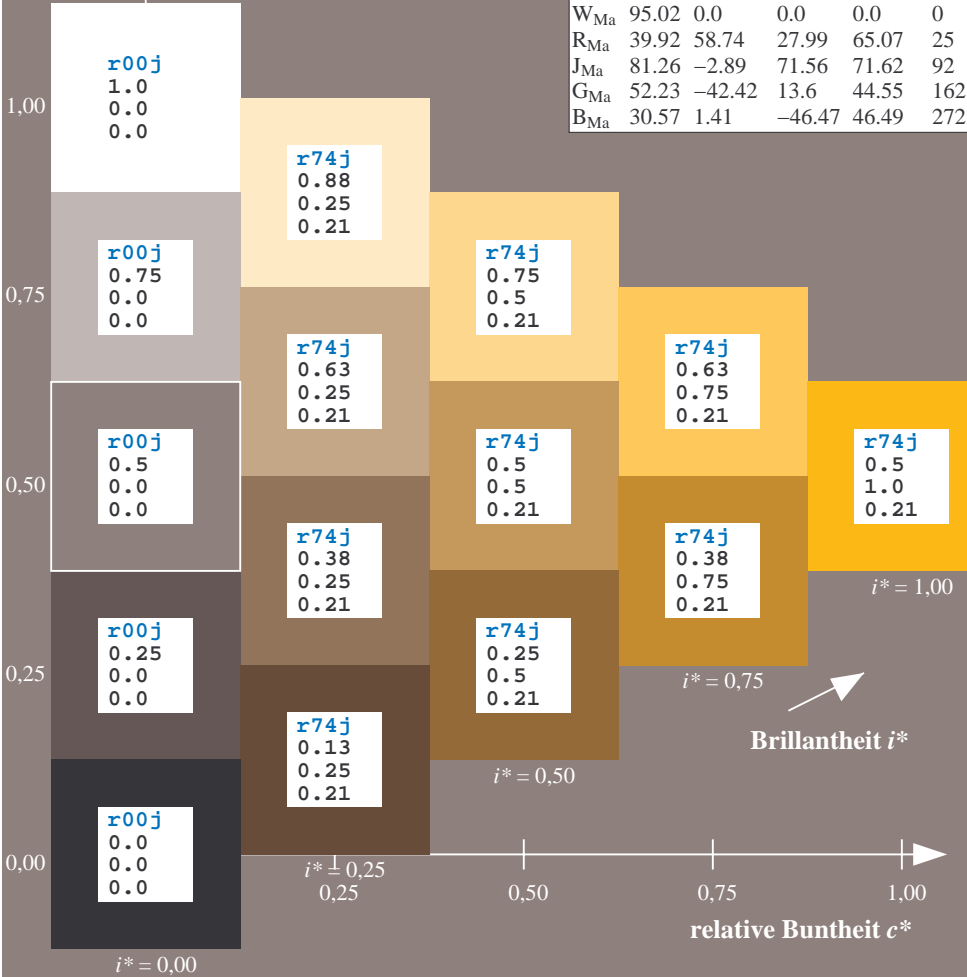 W_Ma 95.02 0.0 0.0 0.0 0
R_Ma 39.92 58.74 27.99 65.07 25
J_Ma 81.26 –2.89 71.56 71.62 92
G_Ma 52.23 –42.42 13.6 44.55 162
B_Ma 30.57 1.41 –46.47 46.49 272
1,00
0,75
0,50
0,25
0,00
r00j
1.0
0.0
0.0
r00j
0.75
0.0
0.0
r00j
0.5
0.0
0.0
r00j
0.25
0.0
0.0
r00j
0.0
0.0
0.0
i* = 0,00
r74j
0.88
0.25
0.21
r74j
0.63
0.25
0.21
r74j
0.38
0.25
0.21
r74j
0.13
0.25
0.21
i* = 0,25
r74j
0.75
0.5
0.21
r74j
0.5
0.5
0.21
r74j
0.25
0.5
0.21
i* = 0,50
r74j
0.63
0.75
0.21
r74j
0.38
0.75
0.21
i* = 0,75
r74j
0.5
1.0
0.21
i* = 1,00
Brillantheit i*
0,25 0,50 0,75 1,00
relative Buntheit c*